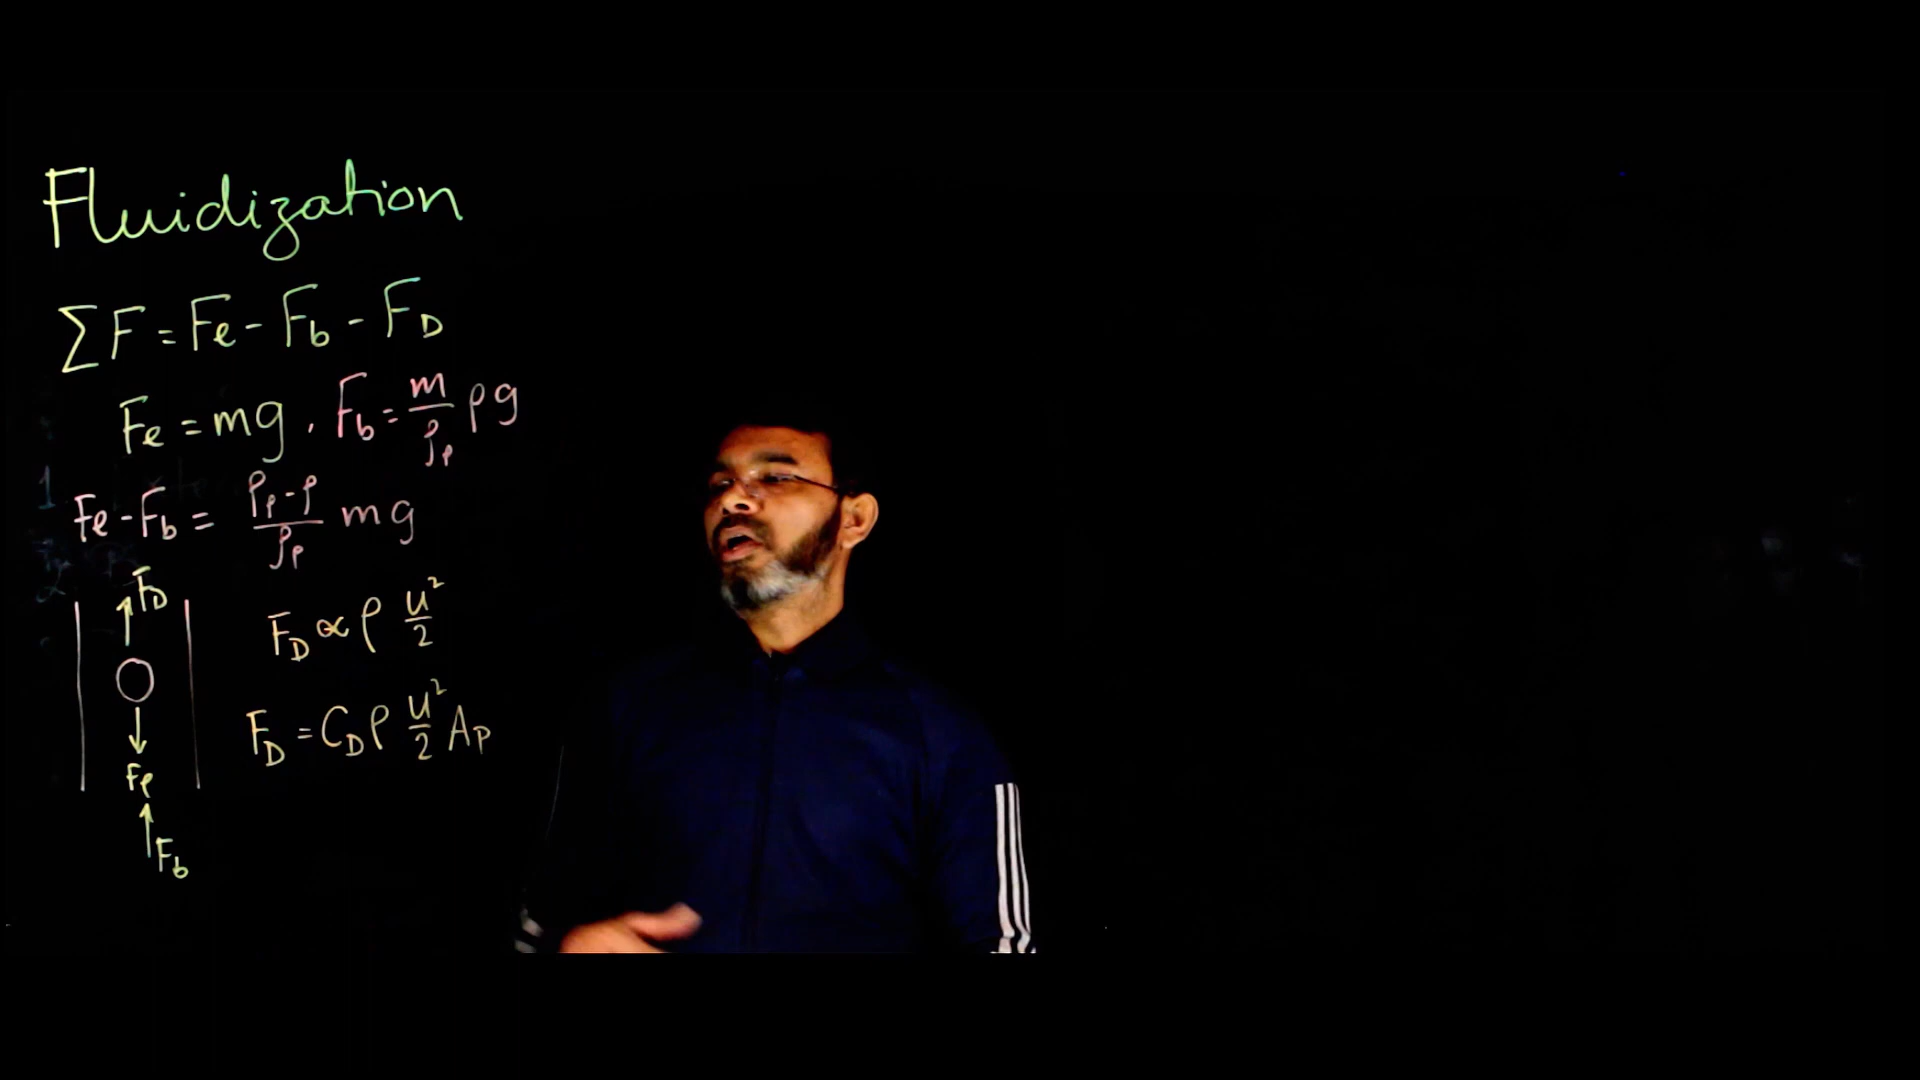 Fluidization
∑F = Fe - Fb - FD
Fe = mg, Fb = m/ρp ρg
Fe - Fb = (ρp - ρ)/ρp mg
FD
FD ∝ ρ u²/2
FD = CD ρ u²/2 Ap
Fe
Fb